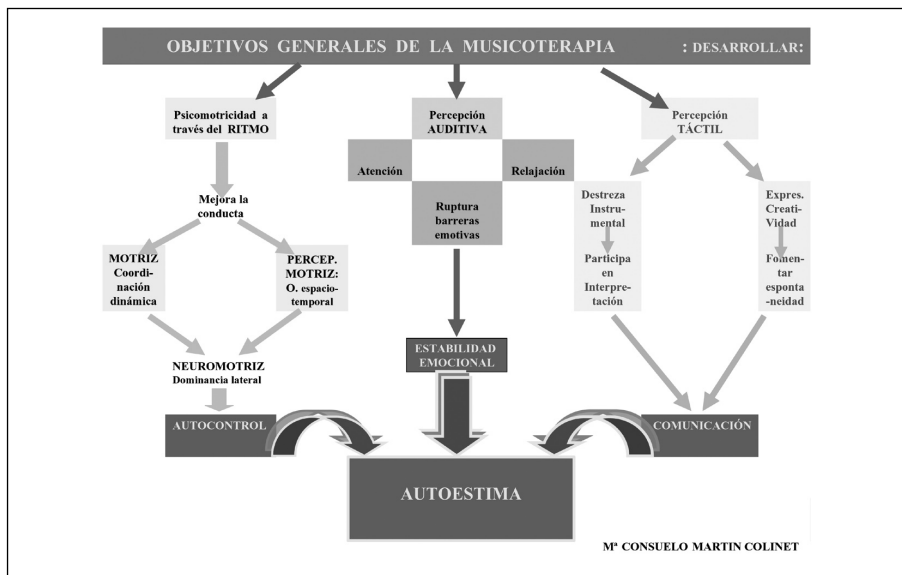 OBJETIVOS GENERALES DE LA MUSICOTERAPIA : DESARROLLAR:
Psicomotricidad a
través del RITMO
Mejora la
conducta
MOTRIZ
Coordi-
nación
dinámica
PERCEP.
MOTRIZ:
O. espacio-
temporal
NEUROMOTRIZ
Dominancia lateral
AUTOCONTROL
Percepción
AUDITIVA
Atención
Relajación
Ruptura
barreras
emotivas
ESTABILIDAD
EMOCIONAL
Percepción
TÁCTIL
Destreza
Instru-
mental
Participa
en
Interpre-
tación
Expres.
Creati-
Vidad
Fomen-
tar
esponta
-neidad
COMUNICACIÓN
AUTOESTIMA
Mª CONSUELO MARTIN COLINET